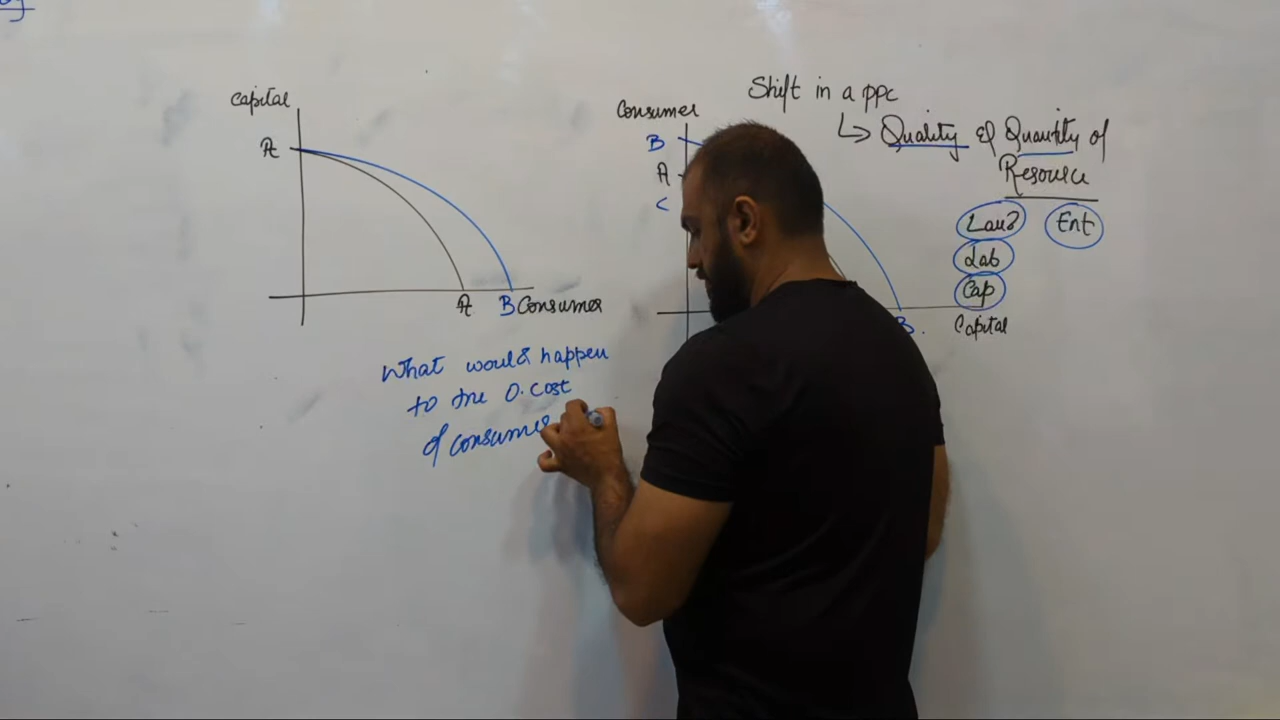 Shift in a ppc
↳ Quality & Quantity of
Resource
Land Ent
Lab
Cap
Capital
A
A B Consumer
Consumer
B
A
C
B. Capital
What would happen
to the O. Cost
of consumer